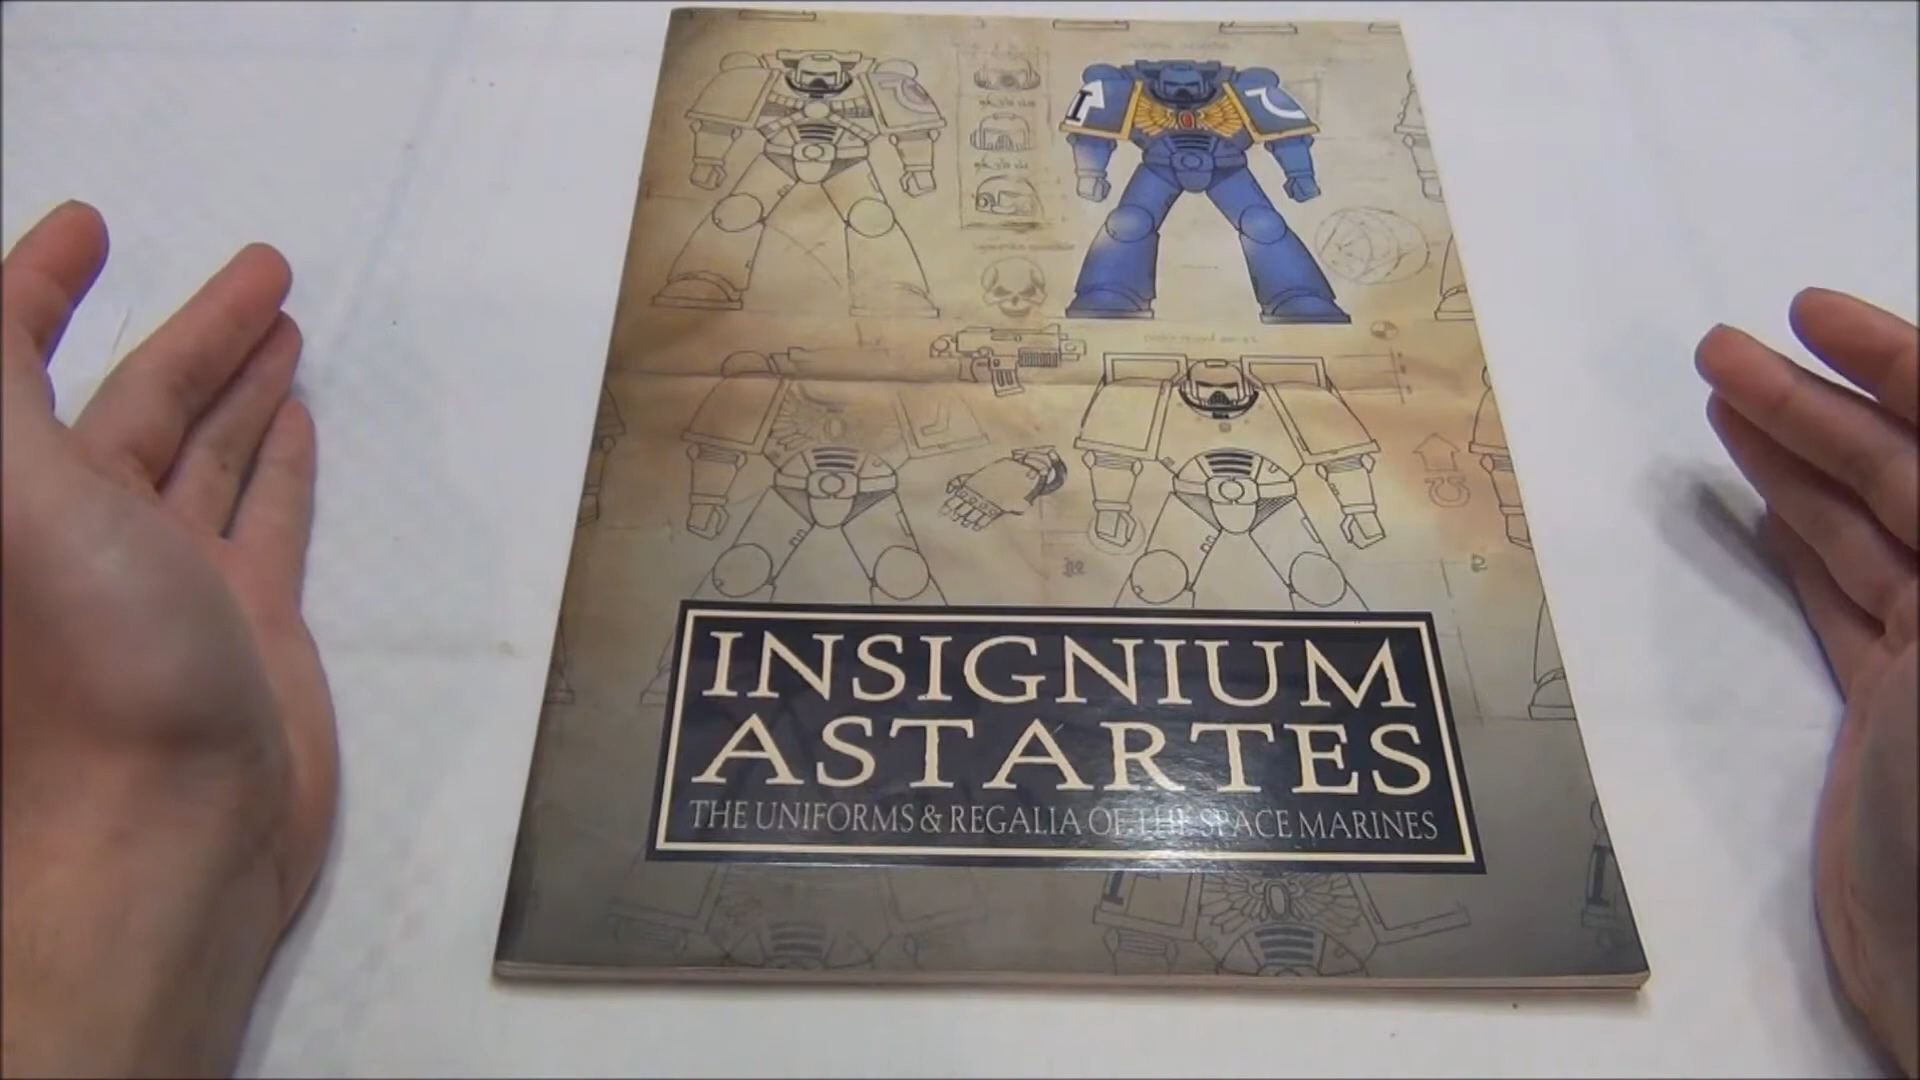 I
INSIGNIUM
ASTARTES
THE UNIFORMS & REGALIA OF THE SPACE MARINES
I